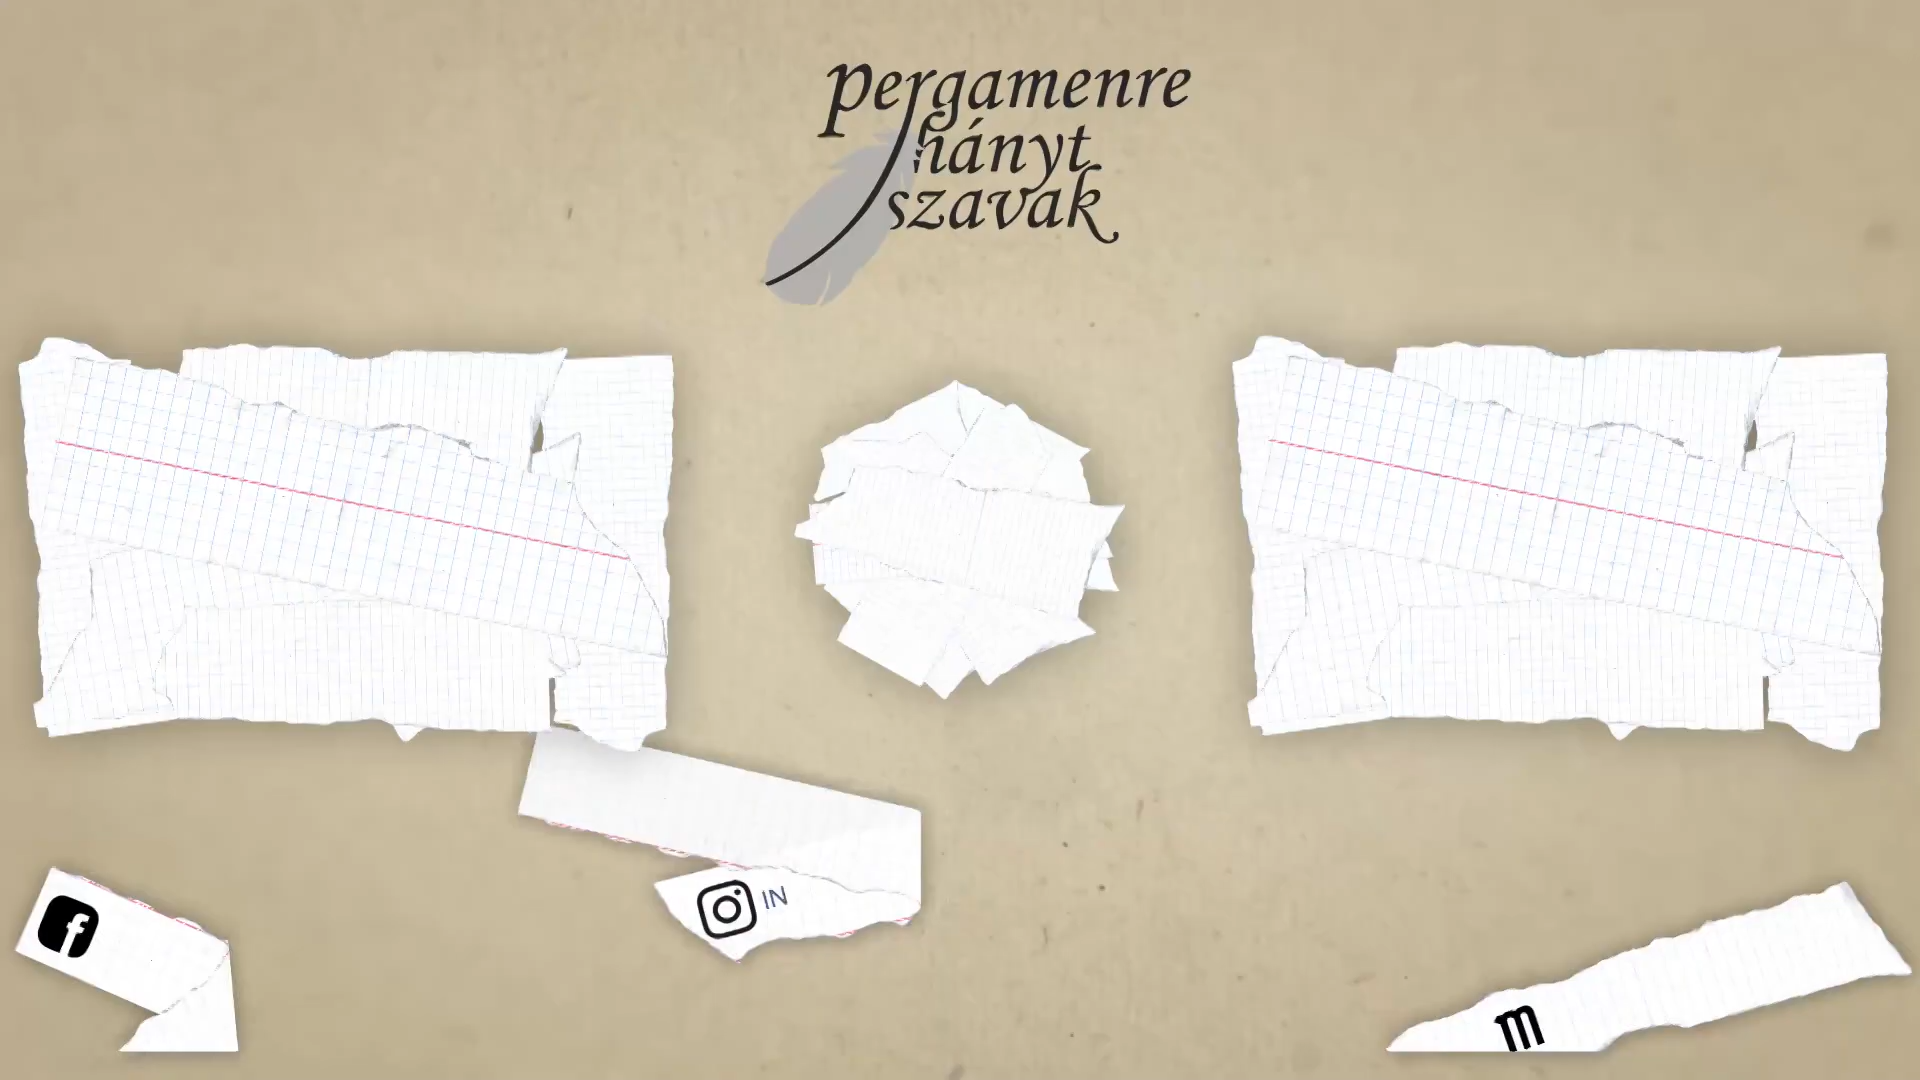 pergamenre
hányt
szavak
f
IN
m